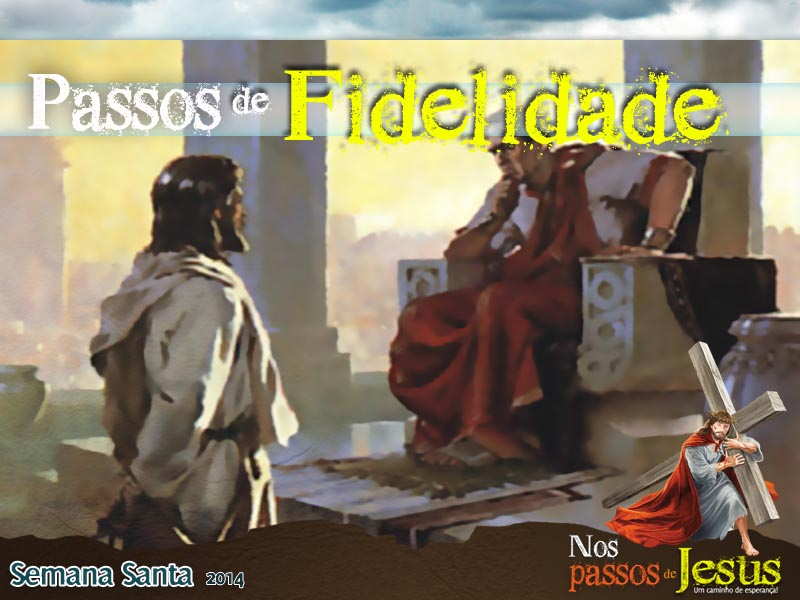 Passos de Fidelidade
Semana Santa 2014
Nos
passos de Jesus
Um caminho de esperança!